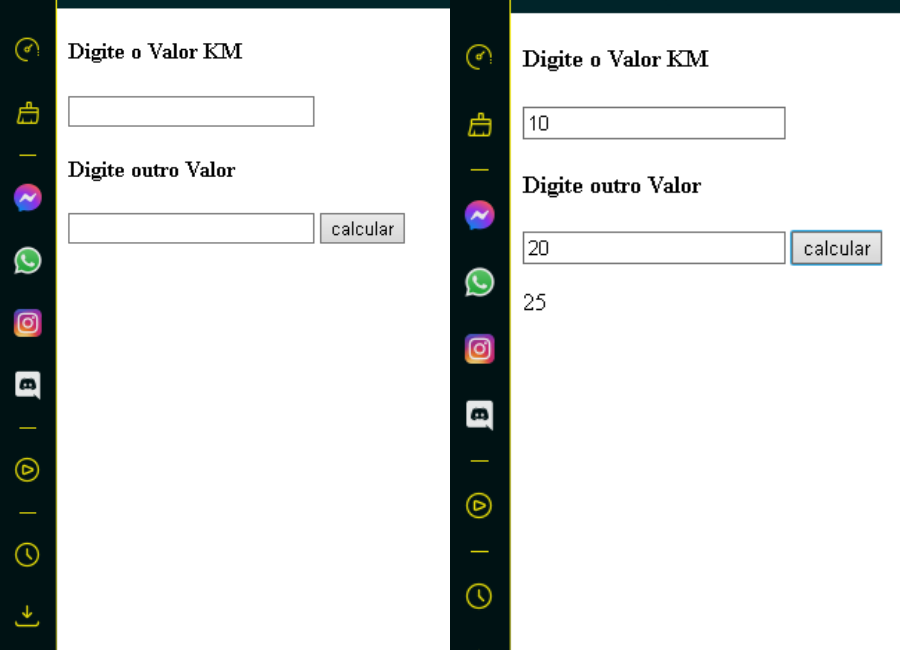 Digite o Valor KM
Digite outro Valor
calcular
Digite o Valor KM
10
Digite outro Valor
20
calcular
25